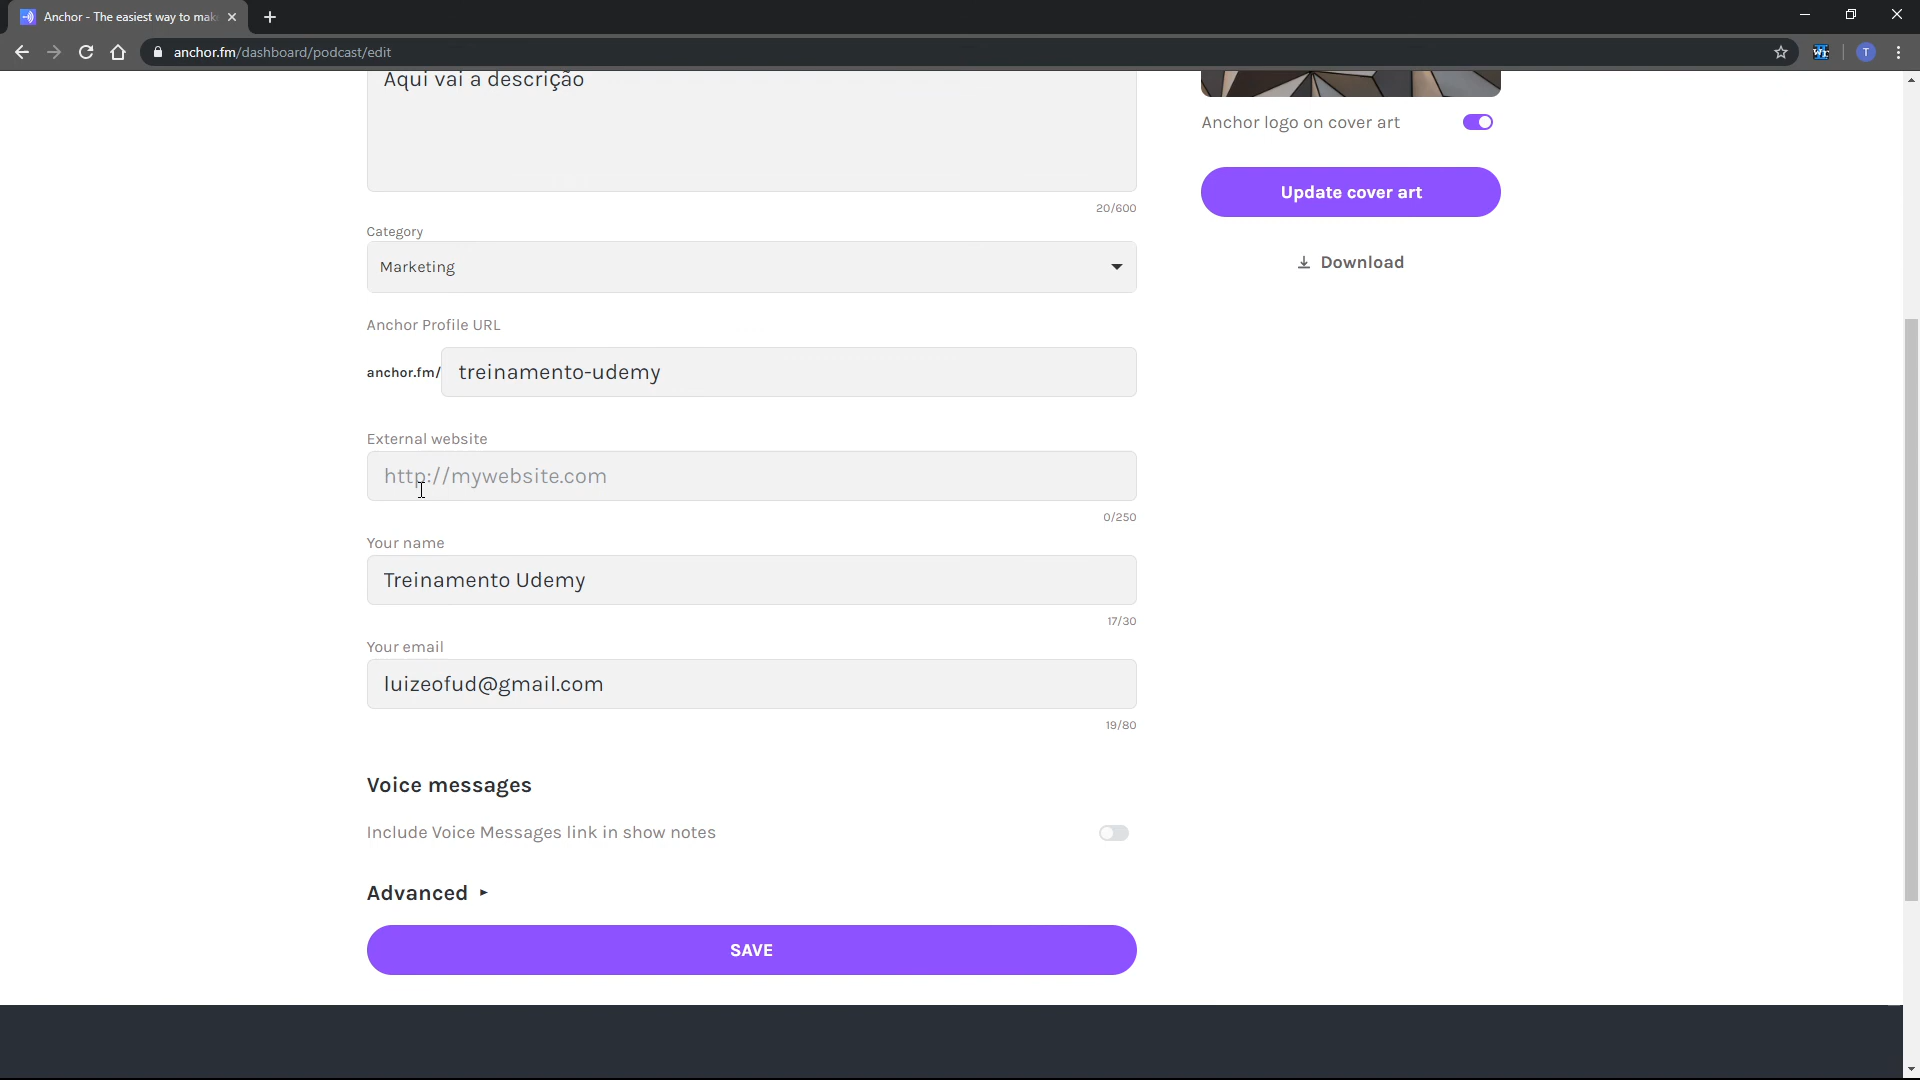 Anchor - The easiest way to mak
anchor.fm/dashboard/podcast/edit
T
Aqui vai a descrição
20/600
Category
Marketing
Anchor Profile URL
anchor.fm/ treinamento-udemy
External website
http://mywebsite.com
0/250
Your name
Treinamento Udemy
17/30
Your email
luizeofud@gmail.com
19/80
Voice messages
Include Voice Messages link in show notes
Advanced
SAVE
Anchor logo on cover art
Update cover art
Download